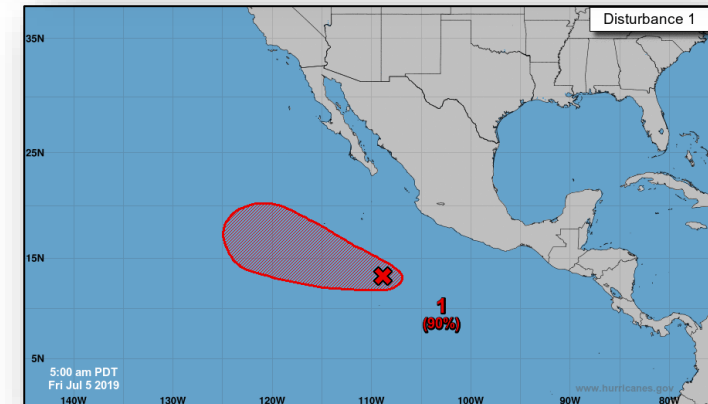 Disturbance 1
35N
25N
15N
1
(90%)
5N
5:00 am PDT
Fri Jul 5 2019
www.hurricanes.gov
140W 130W 120W 110W 100W 90W 80W